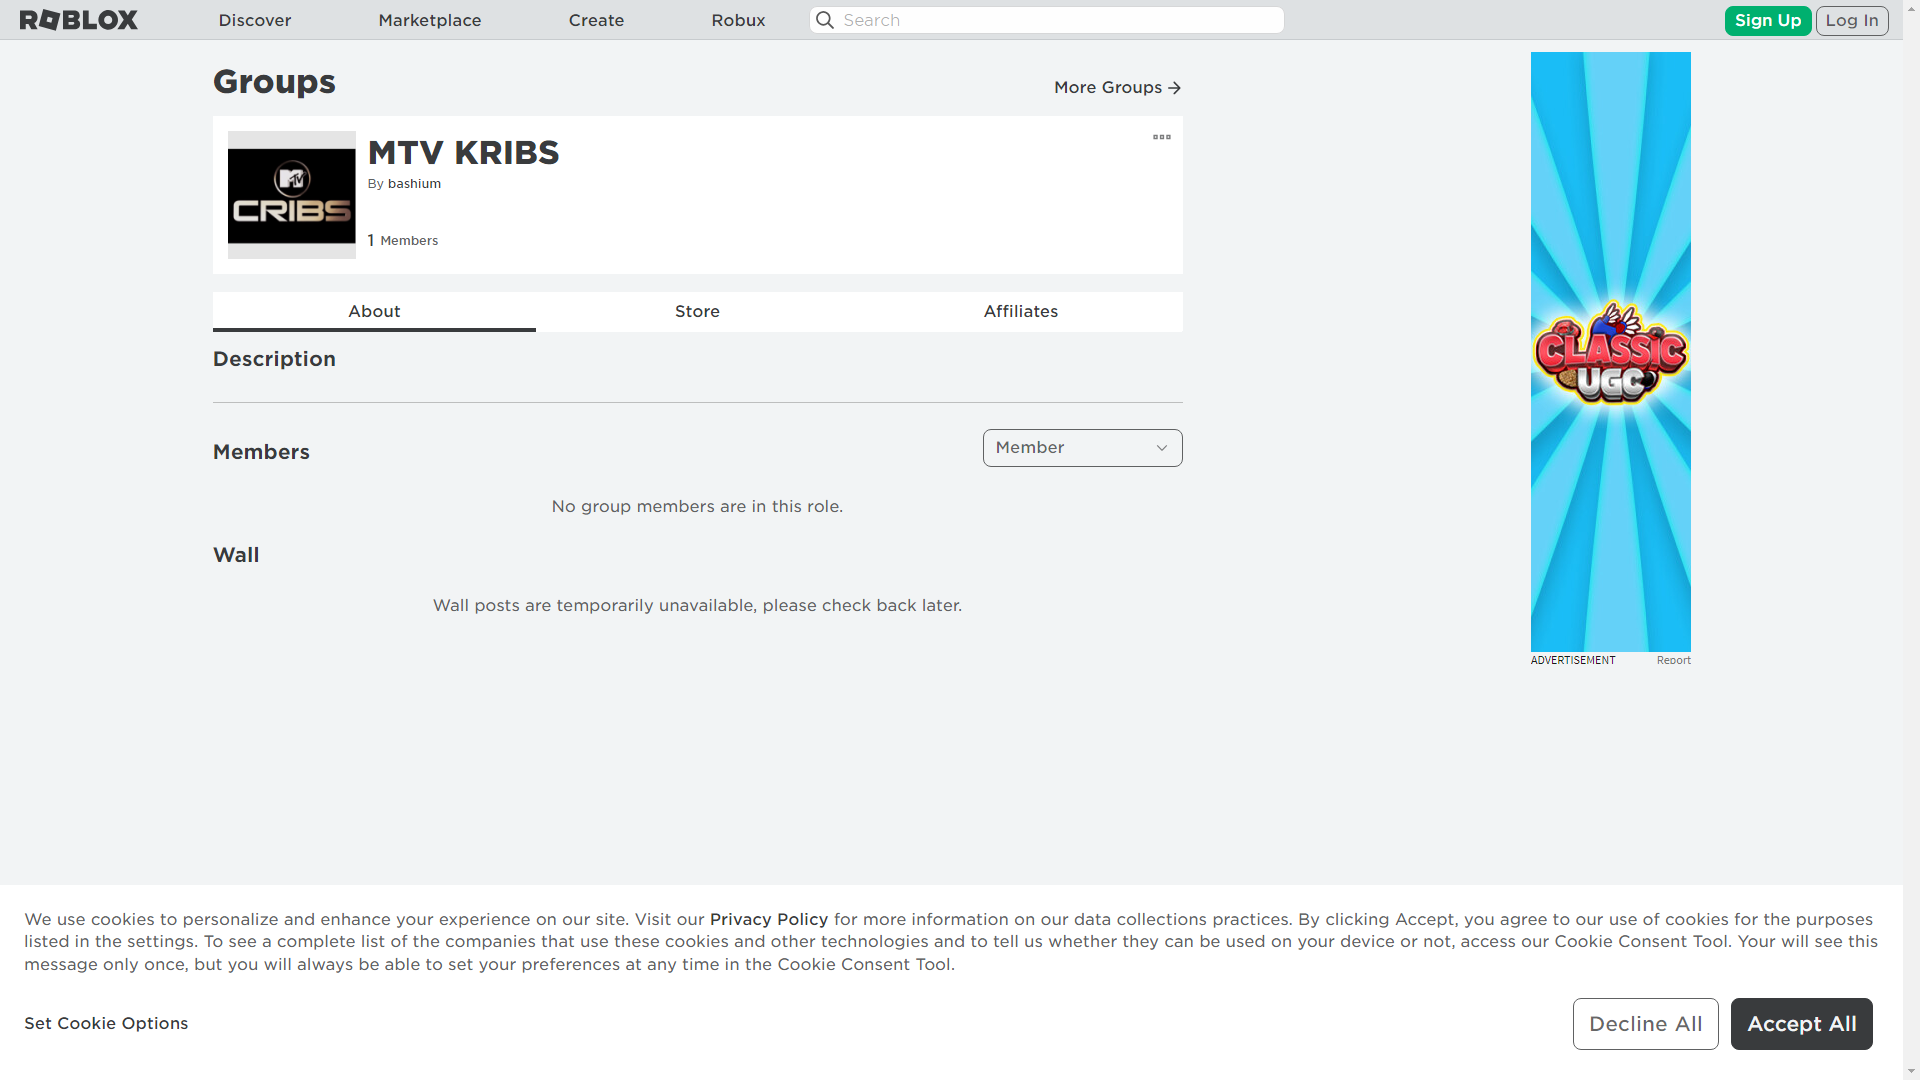 ROBLOX
Discover
Marketplace
Create
Robux
Search
Sign Up
Log In
Groups
More Groups
MTV
CRIBS
MTV KRIBS
By bashium
1 Members
About
Store
Affiliates
Description
Members
Member
No group members are in this role.
Wall
Wall posts are temporarily unavailable, please check back later.
CLASSIC
UGC
ADVERTISEMENT
Report
We use cookies to personalize and enhance your experience on our site. Visit our Privacy Policy for more information on our data collections practices. By clicking Accept, you agree to our use of cookies for the purposes
listed in the settings. To see a complete list of the companies that use these cookies and other technologies and to tell us whether they can be used on your device or not, access our Cookie Consent Tool. Your will see this
message only once, but you will always be able to set your preferences at any time in the Cookie Consent Tool.
Set Cookie Options
Decline All
Accept All